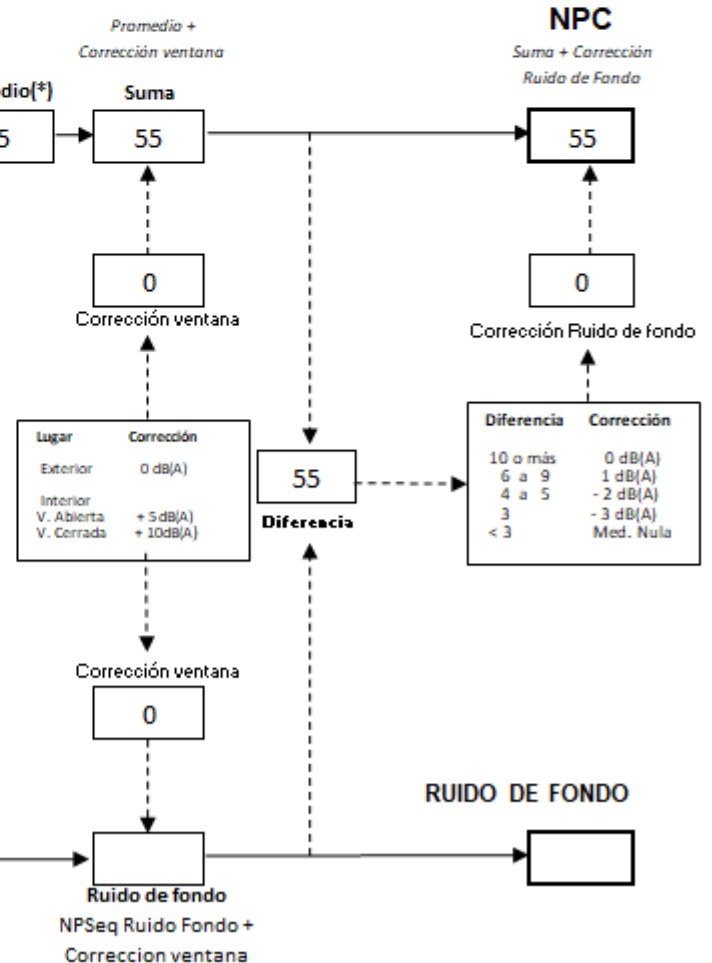 Promedio +
Corrección ventana
NPC
Suma + Corrección
Ruido de Fondo
dio(*)
Suma
5
55
55
0
Corrección ventana
0
Corrección Ruido de fondo
Lugar Corrección
Exterior 0 dB(A)
Interior
V. Abierta + 5 dB(A)
V. Cerrada + 10dB(A)
55
Diferencia
Diferencia Corrección
10 o más 0 dB(A)
6 a 9 1 dB(A)
4 a 5 - 2 dB(A)
3 - 3 dB(A)
< 3 Med. Nula
Corrección ventana
0
RUIDO DE FONDO
Ruido de fondo
NPSeq Ruido Fondo +
Correccion ventana